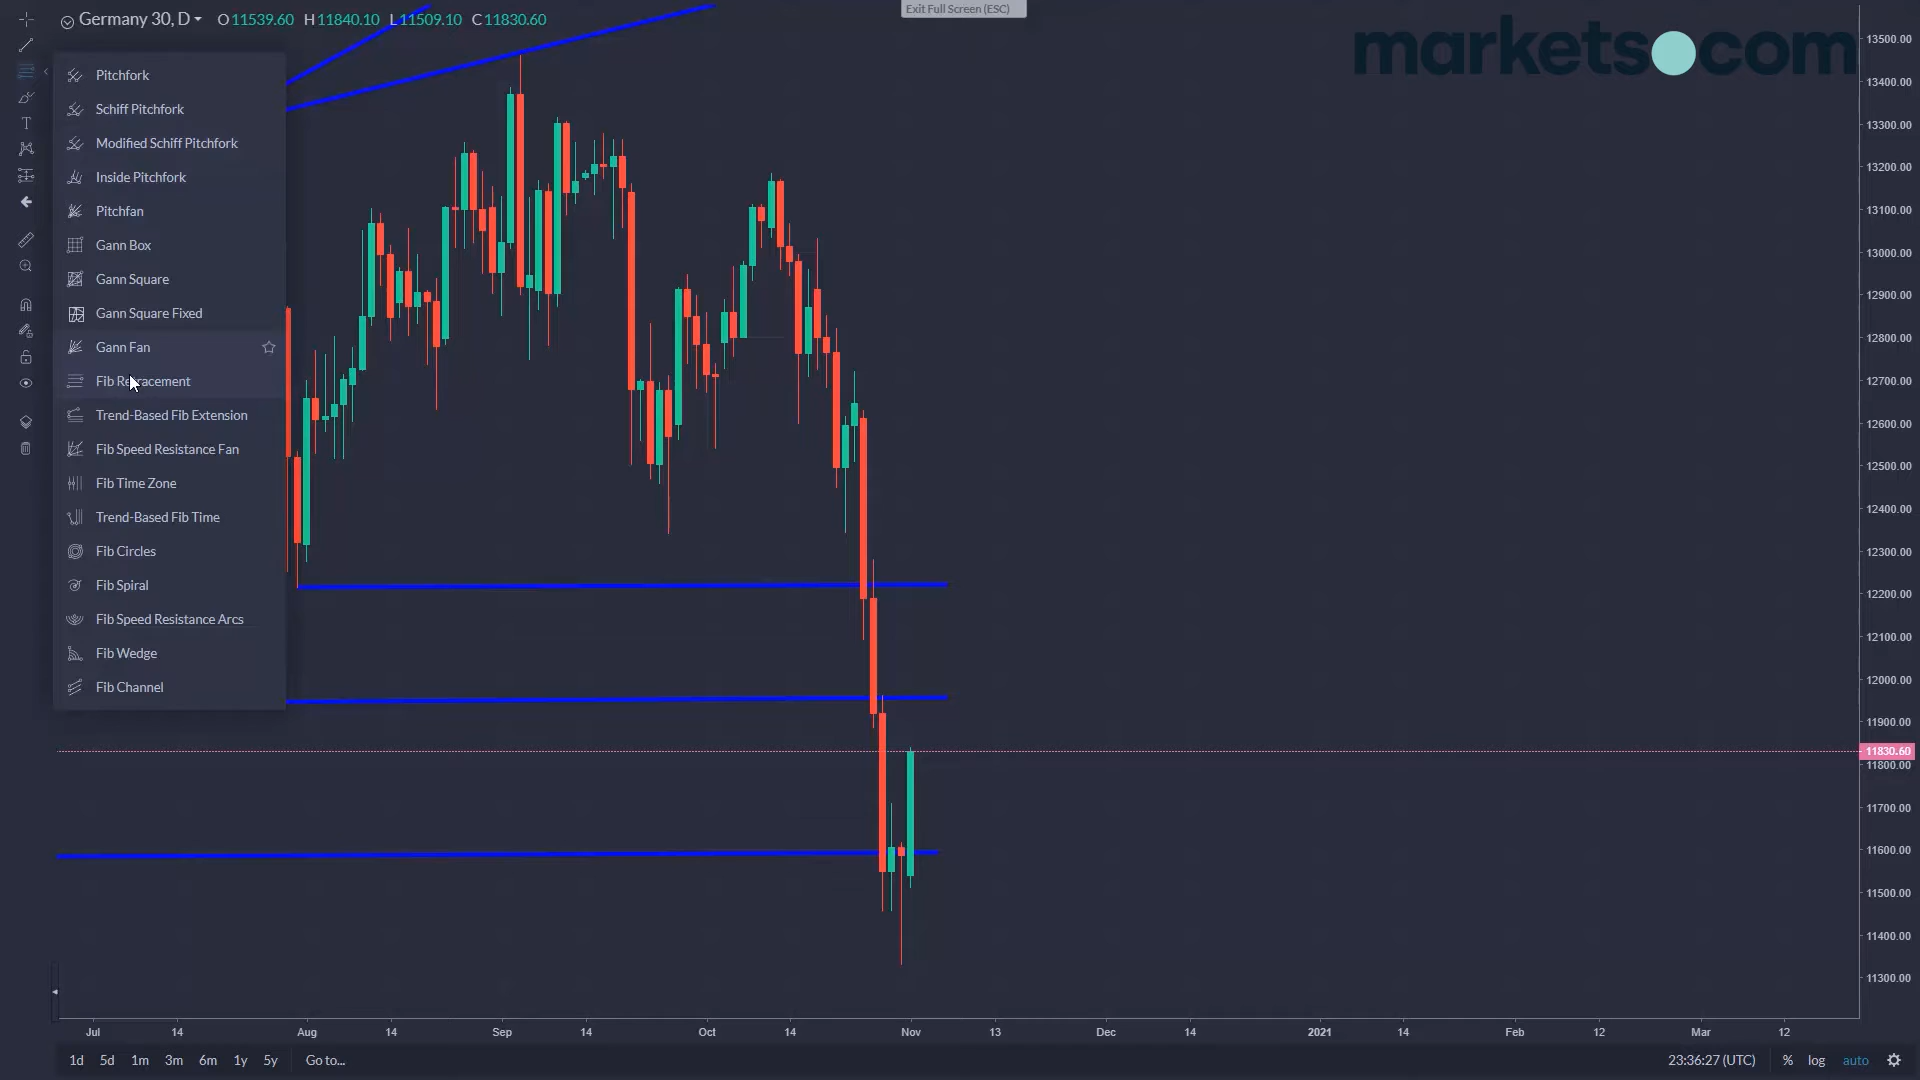 Germany 30, D O11539.60 H11840.10 L11509.10 C11830.60
Exit Full Screen (ESC)
markets.com
Pitchfork
Schiff Pitchfork
Modified Schiff Pitchfork
Inside Pitchfork
Pitchfan
Gann Box
Gann Square
Gann Square Fixed
Gann Fan
Fib Retracement
Trend-Based Fib Extension
Fib Speed Resistance Fan
Fib Time Zone
Trend-Based Fib Time
Fib Circles
Fib Spiral
Fib Speed Resistance Arcs
Fib Wedge
Fib Channel
13500.00
13400.00
13300.00
13200.00
13100.00
13000.00
12900.00
12800.00
12700.00
12600.00
12500.00
12400.00
12300.00
12200.00
12100.00
12000.00
11900.00
11830.60
11800.00
11700.00
11600.00
11500.00
11400.00
11300.00
Jul 14 Aug 14 Sep 14 Oct 14 Nov 13 Dec 14 2021 14 Feb 12 Mar 12
1d 5d 1m 3m 6m 1y 5y Go to... 23:36:27 (UTC) % log auto